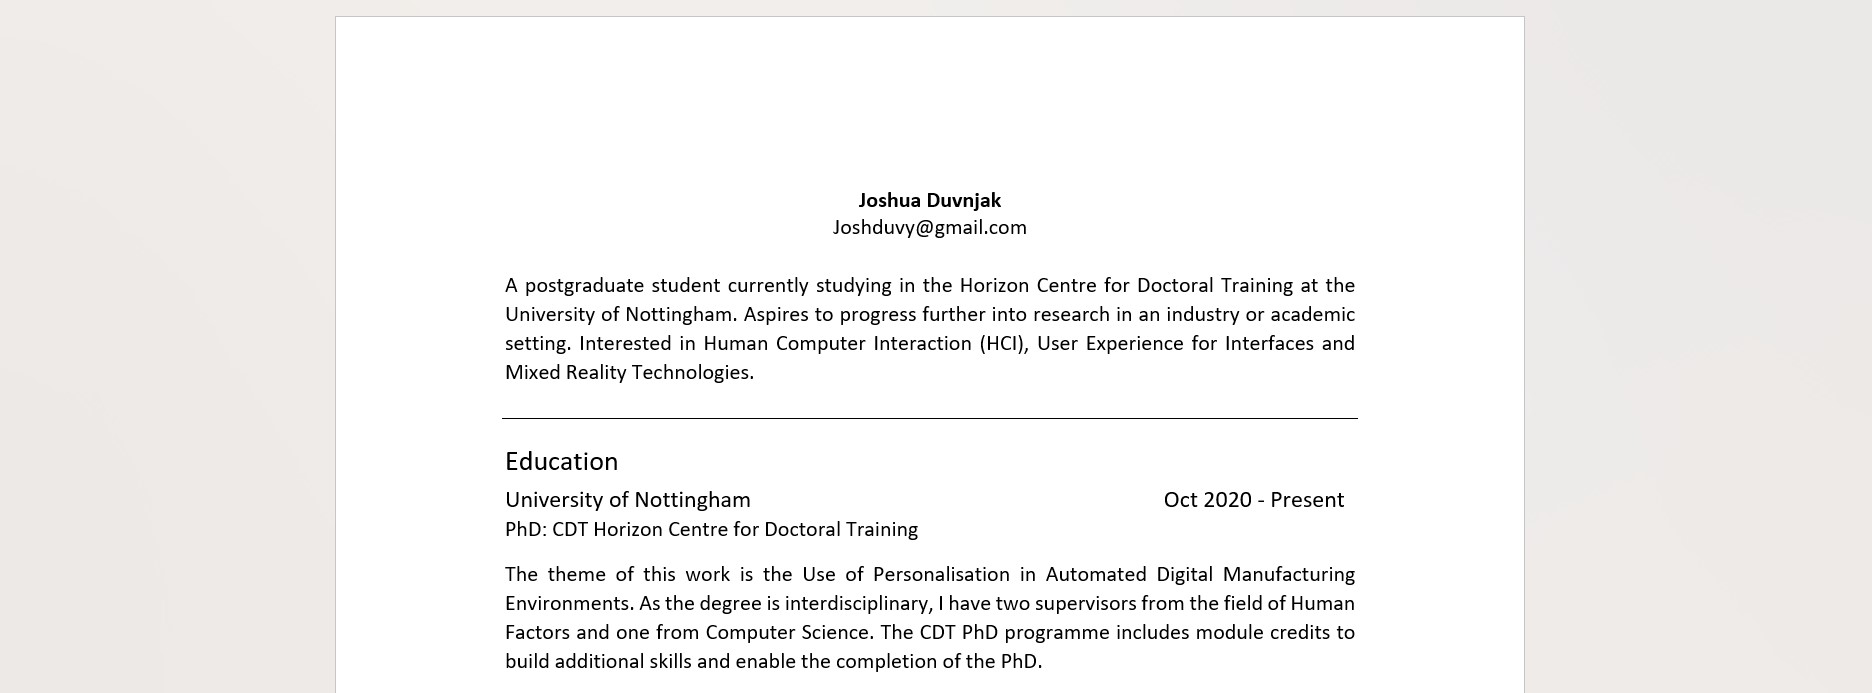 Joshua Duvnjak
Joshduvy@gmail.com
A postgraduate student currently studying in the Horizon Centre for Doctoral Training at the
University of Nottingham. Aspires to progress further into research in an industry or academic
setting. Interested in Human Computer Interaction (HCI), User Experience for Interfaces and
Mixed Reality Technologies.
Education
University of Nottingham Oct 2020 - Present
PhD: CDT Horizon Centre for Doctoral Training
The theme of this work is the Use of Personalisation in Automated Digital Manufacturing
Environments. As the degree is interdisciplinary, I have two supervisors from the field of Human
Factors and one from Computer Science. The CDT PhD programme includes module credits to
build additional skills and enable the completion of the PhD.